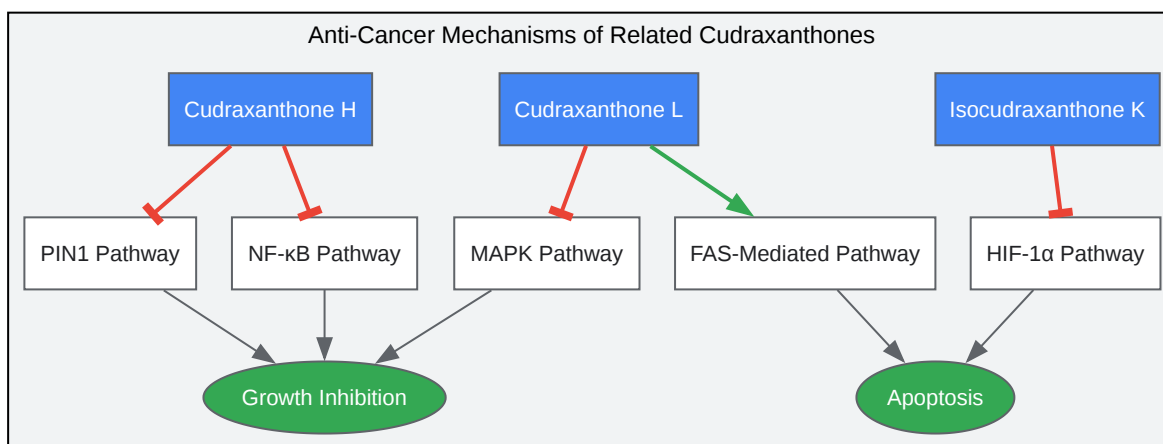 Anti-Cancer Mechanisms of Related Cudraxanthones
Cudraxanthone H
Cudraxanthone L
Isocudraxanthone K
PIN1 Pathway
NF-κB Pathway
MAPK Pathway
FAS-Mediated Pathway
HIF-1α Pathway
Growth Inhibition
Apoptosis